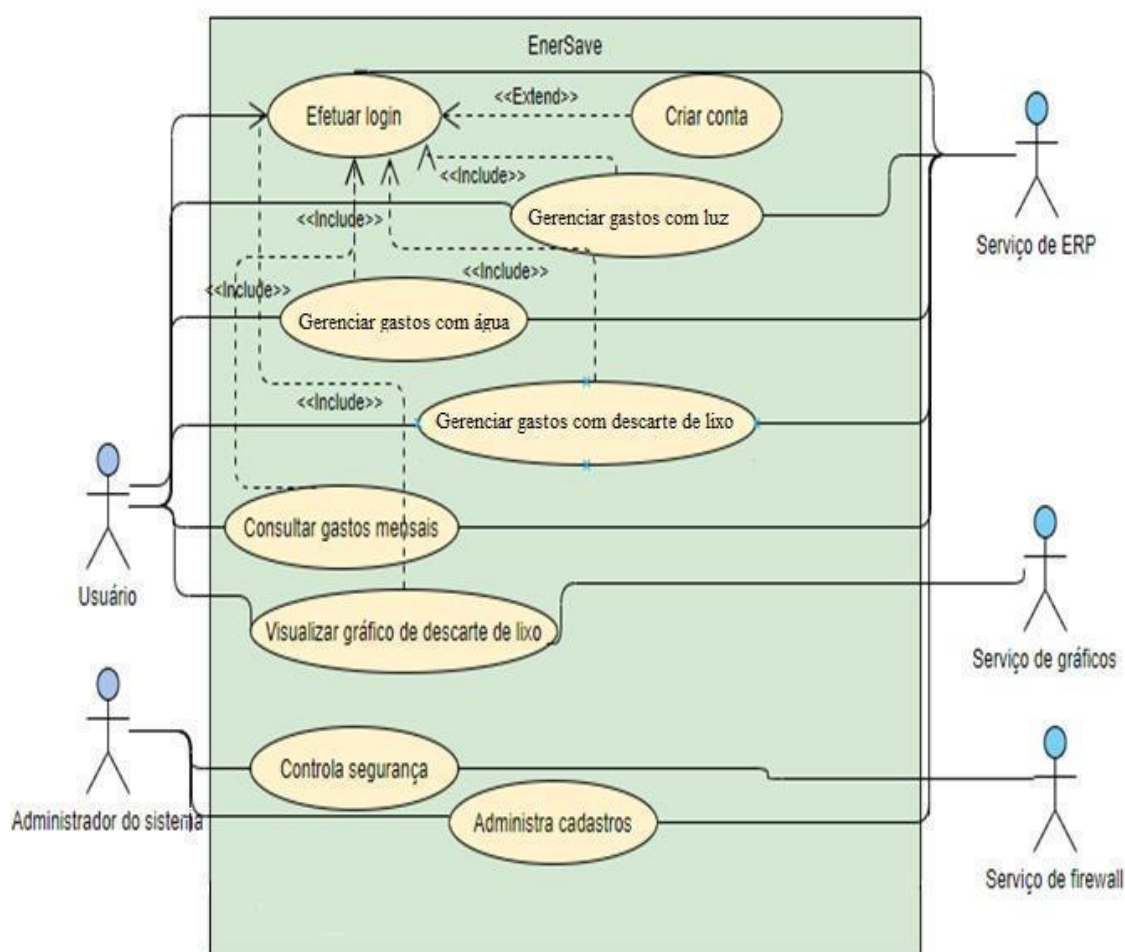 EnerSave
Efetuar login
<<Extend>>
Criar conta
<<Include>>
Gerenciar gastos com luz
Serviço de ERP
<<Include>>
<<Include>>
<<Include>>
Gerenciar gastos com água
<<Include>>
Gerenciar gastos com descarte de lixo
Consultar gastos mensais
Usuário
Visualizar gráfico de descarte de lixo
Serviço de gráficos
Controla segurança
Administrador do sistema
Administra cadastros
Serviço de firewall